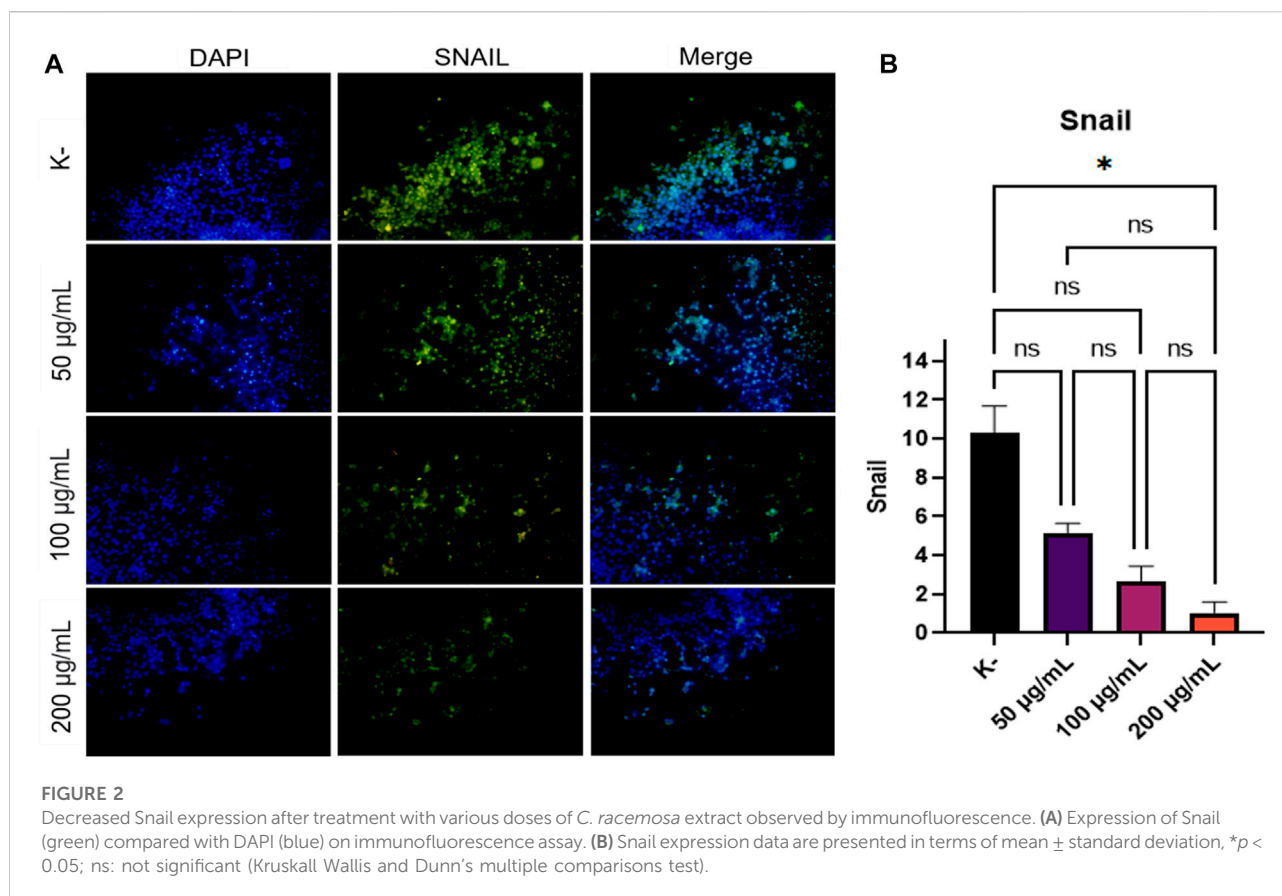 A
DAPI
SNAIL
Merge
K-
50 µg/mL
100 µg/mL
200 µg/mL
B
Snail
*
ns
ns
ns
ns
ns
Snail
14
12
10
8
6
4
2
0
K-
50 µg/mL
100 µg/mL
200 µg/mL
FIGURE 2
Decreased Snail expression after treatment with various doses of C. racemosa extract observed by immunofluorescence. (A) Expression of Snail
(green) compared with DAPI (blue) on immunofluorescence assay. (B) Snail expression data are presented in terms of mean ± standard deviation, *p <
0.05; ns: not significant (Kruskall Wallis and Dunn's multiple comparisons test).